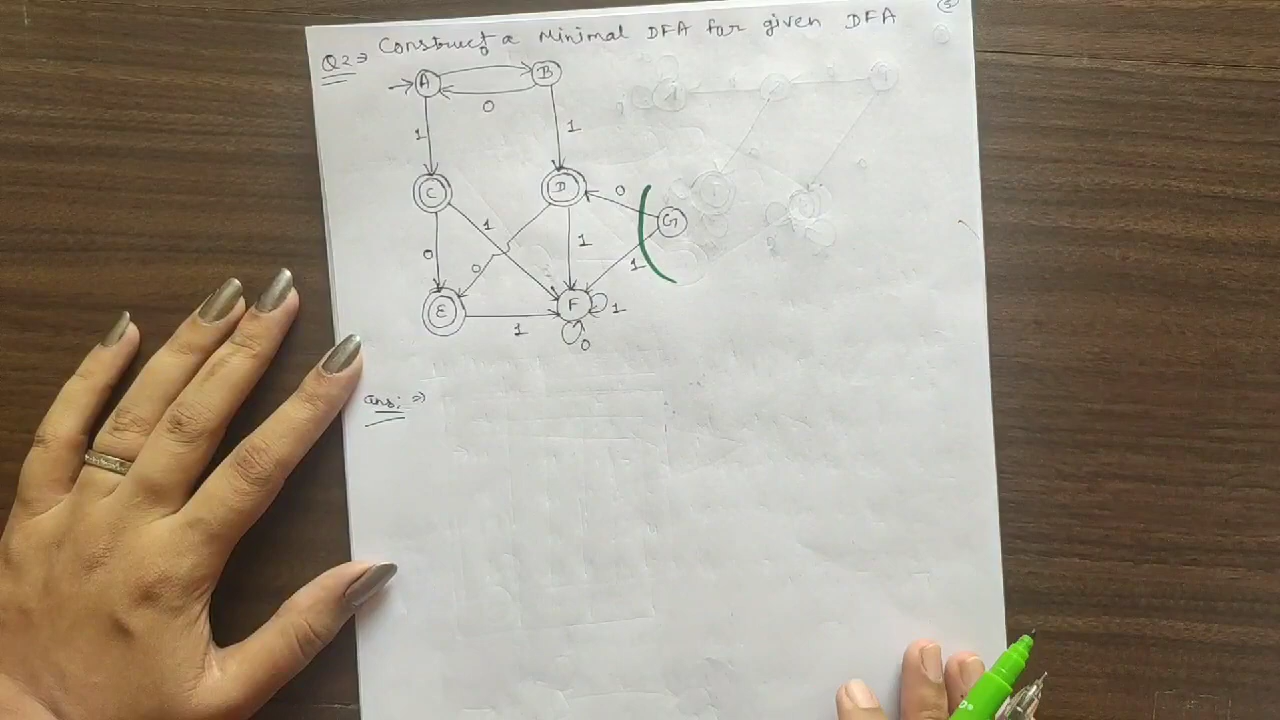 Q2⇒ Construct a Minimal DFA for given DFA
5
A B
0
1 1
C D 0 G
1 1
0 0 1
E F 1
1 0
ans: ⇒